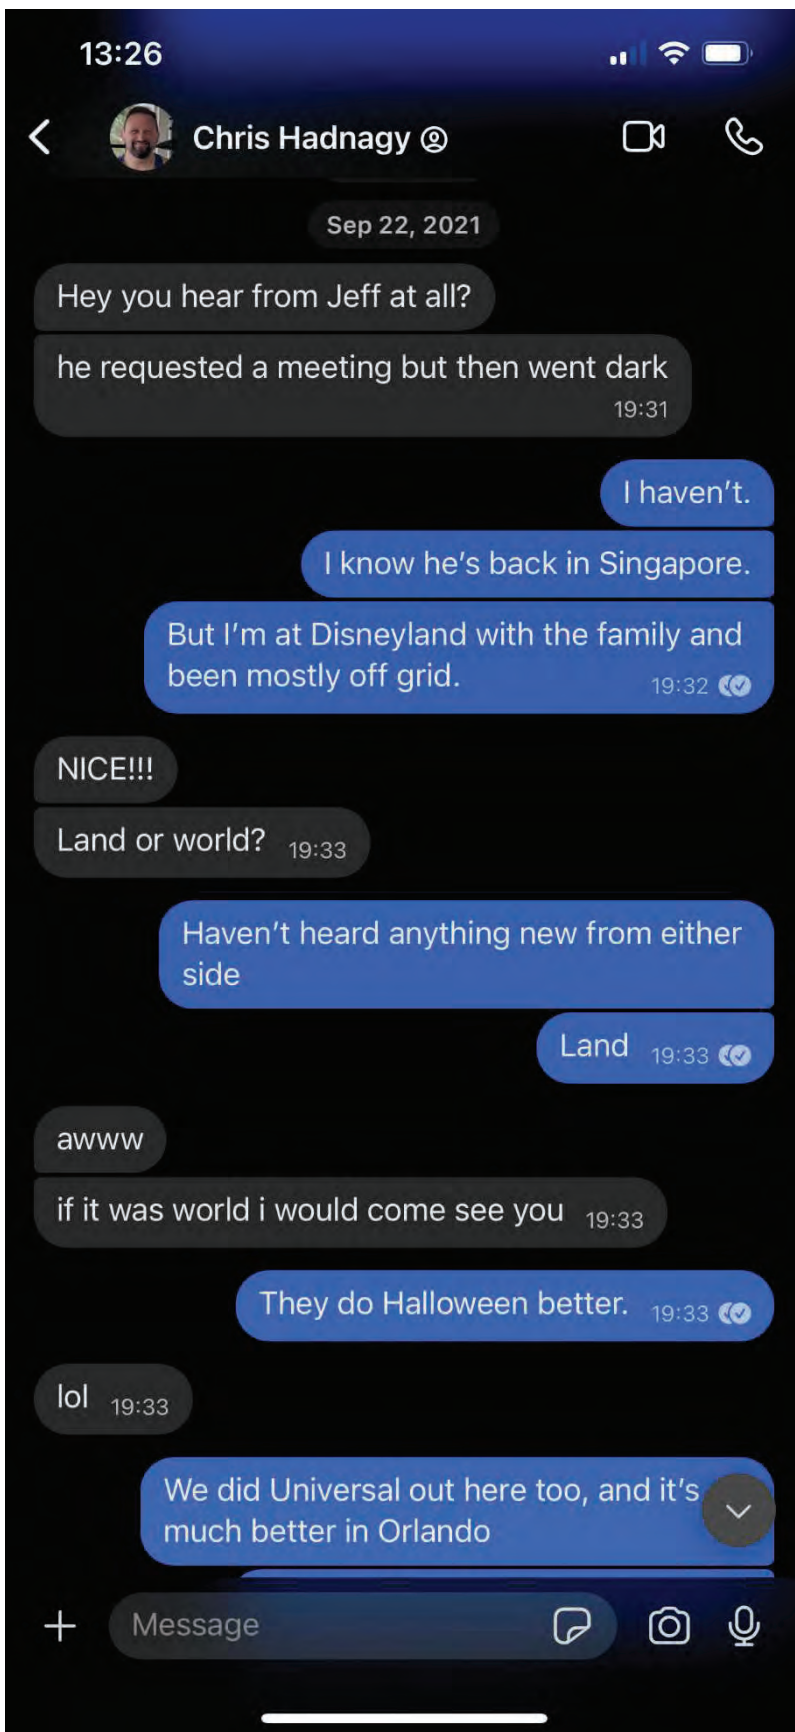 13:26
Chris Hadnagy
Sep 22, 2021
Hey you hear from Jeff at all?
he requested a meeting but then went dark
19:31
I haven't.
I know he's back in Singapore.
But I'm at Disneyland with the family and
been mostly off grid.
19:32
NICE!!!
Land or world? 19:33
Haven't heard anything new from either
side
Land 19:33
awww
if it was world i would come see you 19:33
They do Halloween better. 19:33
lol 19:33
We did Universal out here too, and it's
much better in Orlando
Message